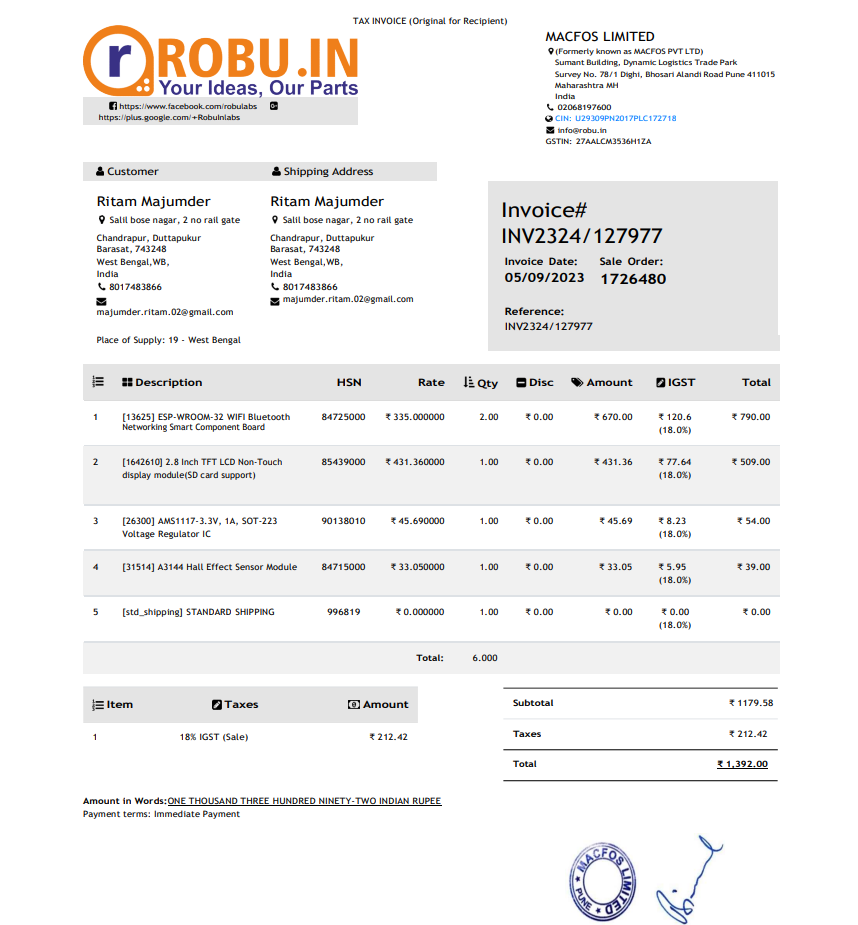 TAX INVOICE (Original for Recipient)
r ROBU.IN
Your Ideas, Our Parts
https://www.facebook.com/robulabs
https://plus.google.com/+RobuInlabs
MACFOS LIMITED
(Formerly known as MACFOS PVT LTD)
Sumant Building, Dynamic Logistics Trade Park
Survey No. 78/1 Dighi, Bhosari Alandi Road Pune 411015
Maharashtra MH
India
02068197600
CIN: U29309PN2017PLC172718
info@robu.in
GSTIN: 27AALCM3536H1ZA
Customer
Ritam Majumder
Salil bose nagar, 2 no rail gate
Chandrapur, Duttapukur
Barasat, 743248
West Bengal,WB,
India
8017483866
majumder.ritam.02@gmail.com
Place of Supply: 19 - West Bengal
Shipping Address
Ritam Majumder
Salil bose nagar, 2 no rail gate
Chandrapur, Duttapukur
Barasat, 743248
West Bengal,WB,
India
8017483866
majumder.ritam.02@gmail.com
Invoice#
INV2324/127977
Invoice Date: Sale Order:
05/09/2023 1726480
Reference:
INV2324/127977
Description HSN Rate Qty Disc Amount IGST Total
1 [13625] ESP-WROOM-32 WIFI Bluetooth 84725000 ₹ 335.000000 2.00 ₹ 0.00 ₹ 670.00 ₹ 120.6 ₹ 790.00
Networking Smart Component Board (18.0%)
2 [1642610] 2.8 Inch TFT LCD Non-Touch 85439000 ₹ 431.360000 1.00 ₹ 0.00 ₹ 431.36 ₹ 77.64 ₹ 509.00
display module(SD card support) (18.0%)
3 [26300] AMS1117-3.3V, 1A, SOT-223 90138010 ₹ 45.690000 1.00 ₹ 0.00 ₹ 45.69 ₹ 8.23 ₹ 54.00
Voltage Regulator IC (18.0%)
4 [31514] A3144 Hall Effect Sensor Module 84715000 ₹ 33.050000 1.00 ₹ 0.00 ₹ 33.05 ₹ 5.95 ₹ 39.00
(18.0%)
5 [std_shipping] STANDARD SHIPPING 996819 ₹ 0.000000 1.00 ₹ 0.00 ₹ 0.00 ₹ 0.00 ₹ 0.00
(18.0%)
Total: 6.000
Item Taxes Amount
1 18% IGST (Sale) ₹ 212.42
Subtotal ₹ 1179.58
Taxes ₹ 212.42
Total ₹ 1,392.00
Amount in Words:ONE THOUSAND THREE HUNDRED NINETY-TWO INDIAN RUPEE
Payment terms: Immediate Payment
MACFOS LIMITED
PUNE